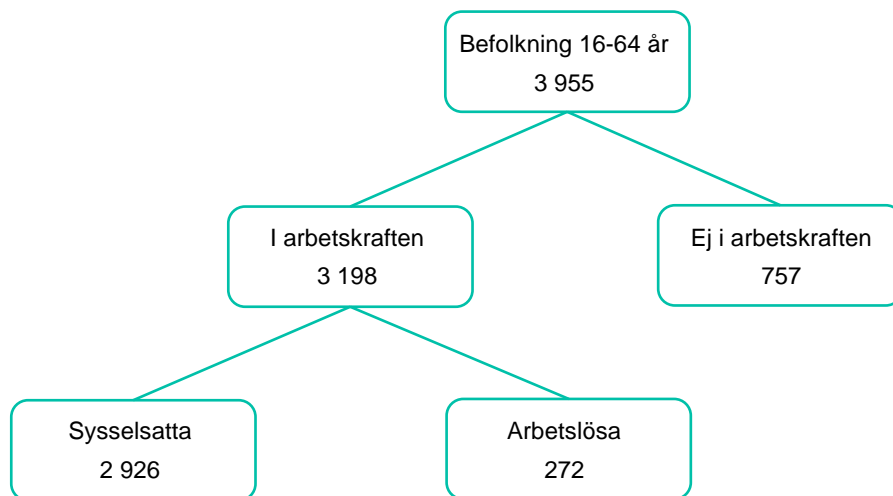 Befolkning 16-64 år
3 955
I arbetskraften
3 198
Ej i arbetskraften
757
Sysselsatta
2 926
Arbetslösa
272